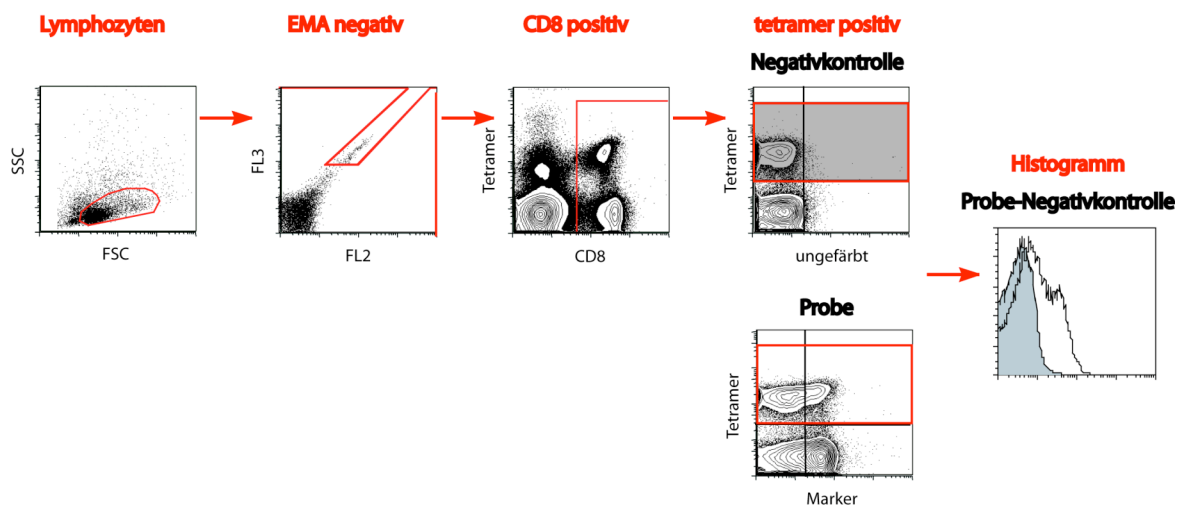 Lymphozyten
EMA negativ
CD8 positiv
tetramer positiv
Negativkontrolle
SSC
FSC
FL3
FL2
Tetramer
CD8
Tetramer
ungefärbt
Histogramm
Probe-Negativkontrolle
Probe
Tetramer
Marker